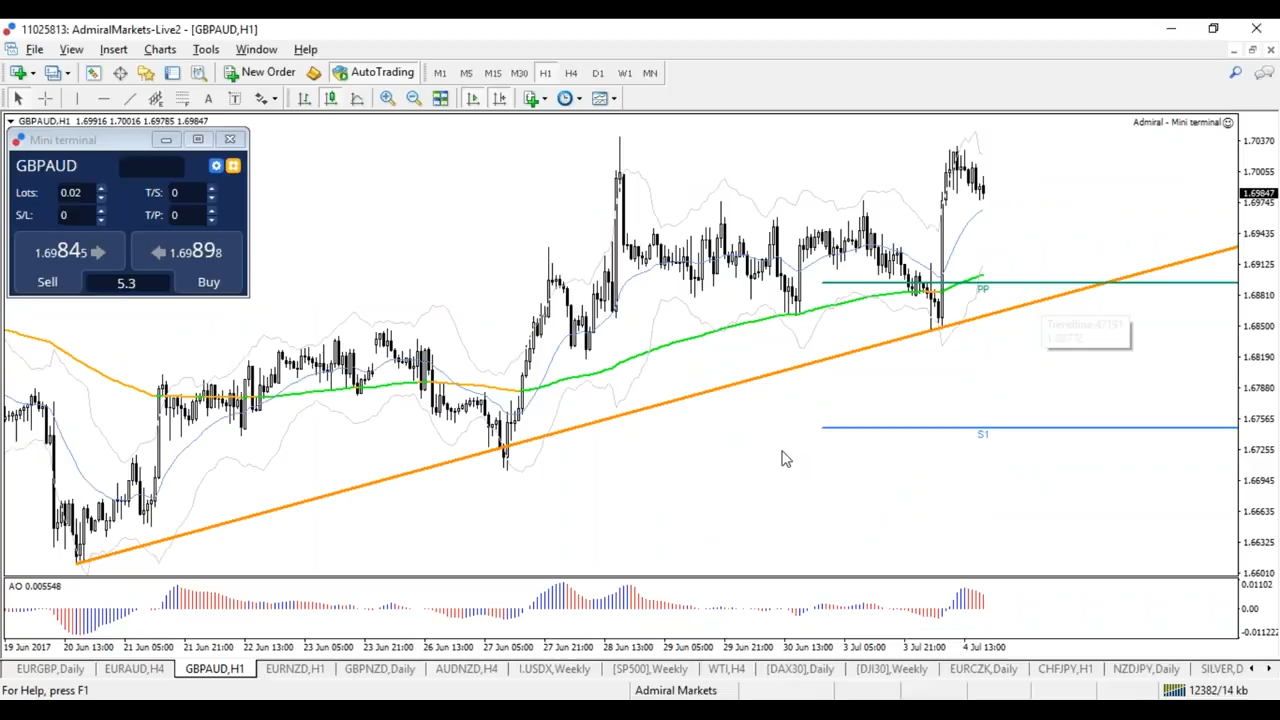 11025813: AdmiralMarkets-Live2 - [GBPAUD,H1]
File View Insert Charts Tools Window Help
New Order AutoTrading M1 M5 M15 M30 H1 H4 D1 W1 MN
GBPAUD,H1 1.69916 1.70016 1.69785 1.69847
Admiral - Mini terminal
Mini terminal
GBPAUD
Lots: 0.02 T/S: 0
S/L: 0 T/P: 0
1.69845 1.69898
Sell 5.3 Buy
1.70370
1.70055
1.69847
1.69745
1.69435
1.69125
1.68810
1.68500
1.68190
1.67880
1.67565
1.67255
1.66945
1.66635
1.66325
1.66010
PP
S1
AO 0.005548
0.01102
0.00
19 Jun 2017 20 Jun 13:00 21 Jun 05:00 21 Jun 21:00 22 Jun 13:00 23 Jun 05:00 23 Jun 21:00 26 Jun 13:00 27 Jun 05:00 27 Jun 21:00 28 Jun 13:00 29 Jun 05:00 29 Jun 21:00 30 Jun 13:00 3 Jul 05:00 3 Jul 21:00 4 Jul 13:00
EURGBP,Daily EURAUD,H4 GBPAUD,H1 EURNZD,H1 GBPNZD,Daily AUDNZD,H4 I.USDX,Weekly [SP500],Weekly WTI,H4 [DAX30],Daily [DJI30],Weekly EURCZK,Daily CHFJPY,H1 NZDJPY,Daily SILVER,D
For Help, press F1
Admiral Markets
12382/14 kb